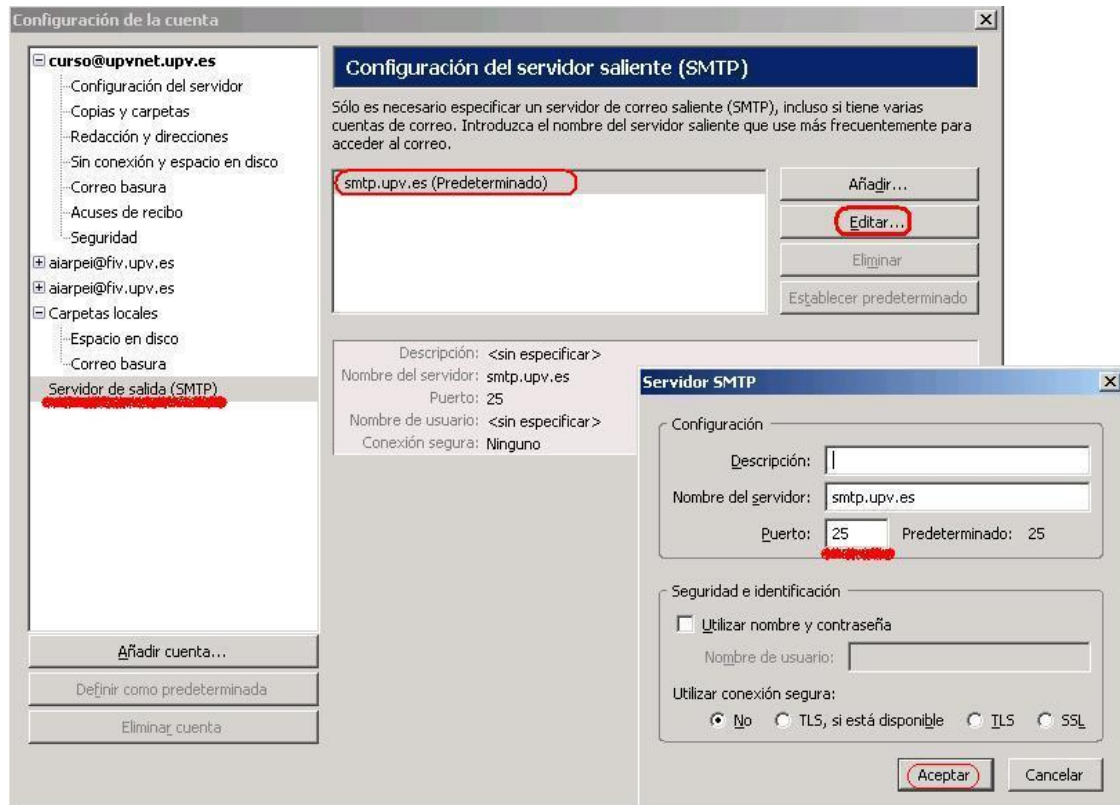 Configuración de la cuenta
curso@upvnet.upv.es
Configuración del servidor
Copias y carpetas
Redacción y direcciones
Sin conexión y espacio en disco
Correo basura
Acuses de recibo
Seguridad
aiarpei@fiv.upv.es
aiarpei@fiv.upv.es
Carpetas locales
Espacio en disco
Correo basura
Servidor de salida (SMTP)
Añadir cuenta...
Definir como predeterminada
Eliminar cuenta
Configuración del servidor saliente (SMTP)
Sólo es necesario especificar un servidor de correo saliente (SMTP), incluso si tiene varias
cuentas de correo. Introduzca el nombre del servidor saliente que use más frecuentemente para
acceder al correo.
smtp.upv.es (Predeterminado)
Añadir...
Editar...
Eliminar
Establecer predeterminado
Descripción: <sin especificar>
Nombre del servidor: smtp.upv.es
Puerto: 25
Nombre de usuario: <sin especificar>
Conexión segura: Ninguno
Servidor SMTP
Configuración
Descripción:
Nombre del servidor: smtp.upv.es
Puerto: 25 Predeterminado: 25
Seguridad e identificación
Utilizar nombre y contraseña
Nombre de usuario:
Utilizar conexión segura:
No TLS, si está disponible TLS SSL
Aceptar Cancelar